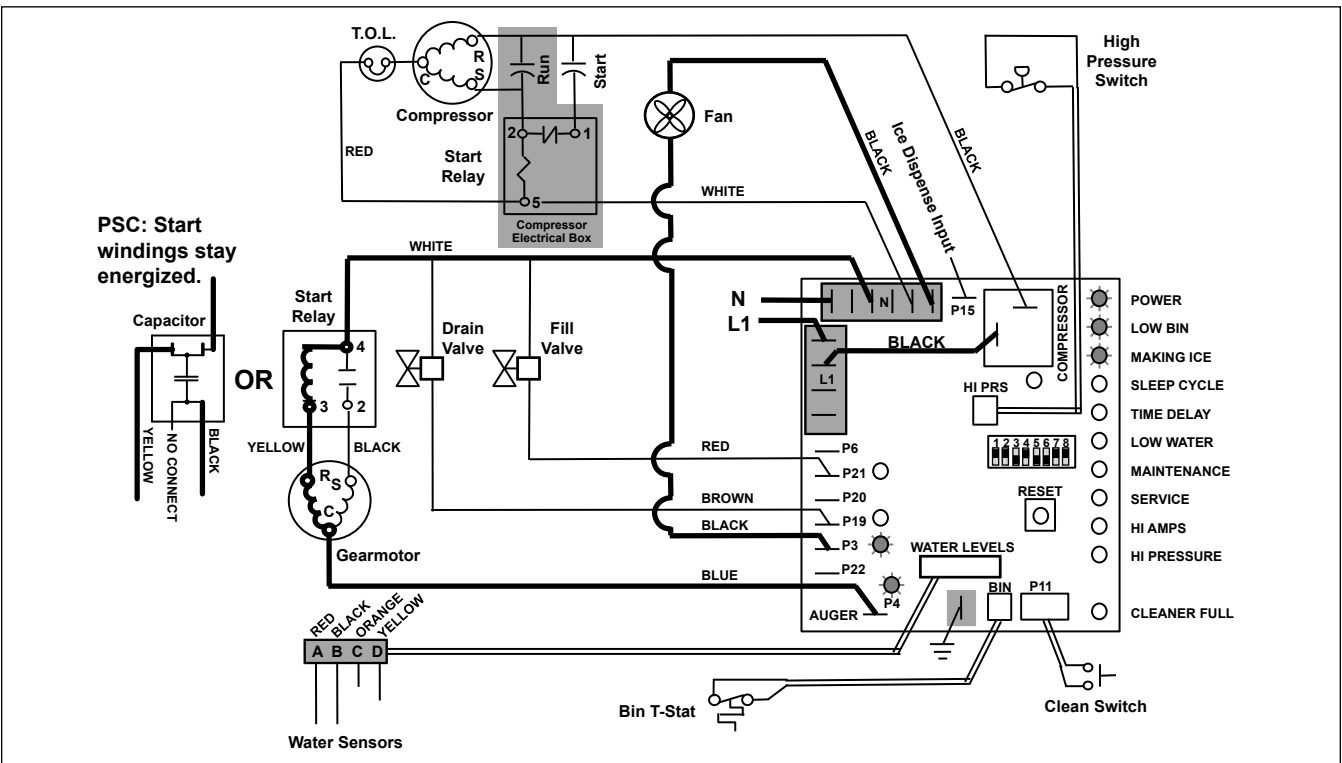 T.O.L.
R
S
C
Compressor
Run
Start
RED
Start
Relay
2
1
5
Compressor
Electrical Box
Fan
BLACK
Ice Dispense Input
BLACK
High
Pressure
Switch
WHITE
PSC: Start
windings stay
energized.
WHITE
Capacitor
YELLOW
NO CONNECT
BLACK
OR
Start
Relay
4
3
2
YELLOW
BLACK
R
S
C
Gearmotor
Drain
Valve
Fill
Valve
N
L1
N
P15
BLACK
L1
COMPRESSOR
HI PRS
1 2 3 4 5 6 7 8
RESET
POWER
LOW BIN
MAKING ICE
SLEEP CYCLE
TIME DELAY
LOW WATER
MAINTENANCE
SERVICE
HI AMPS
HI PRESSURE
CLEANER FULL
RED
P6
P21
BROWN
P20
P19
BLACK
P3
P22
BLUE
P4
AUGER
WATER LEVELS
BIN
P11
RED
BLACK
ORANGE
YELLOW
A B C D
Water Sensors
Bin T-Stat
Clean Switch